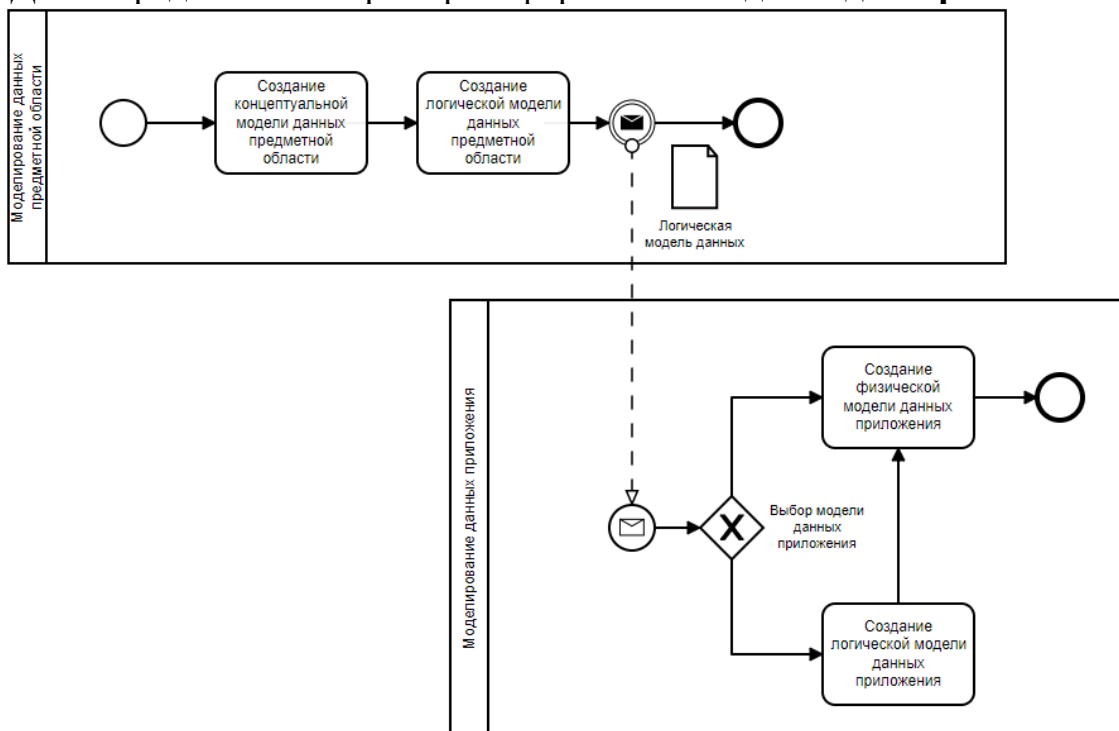 Моделирование данных
предметной области
Создание
концептуальной
модели данных
предметной
области
Создание
логической модели
данных
предметной
области
Логическая
модель данных
Моделирование данных приложения
Создание
физической
модели данных
приложения
Выбор модели
данных
приложения
Создание
логической модели
данных
приложения